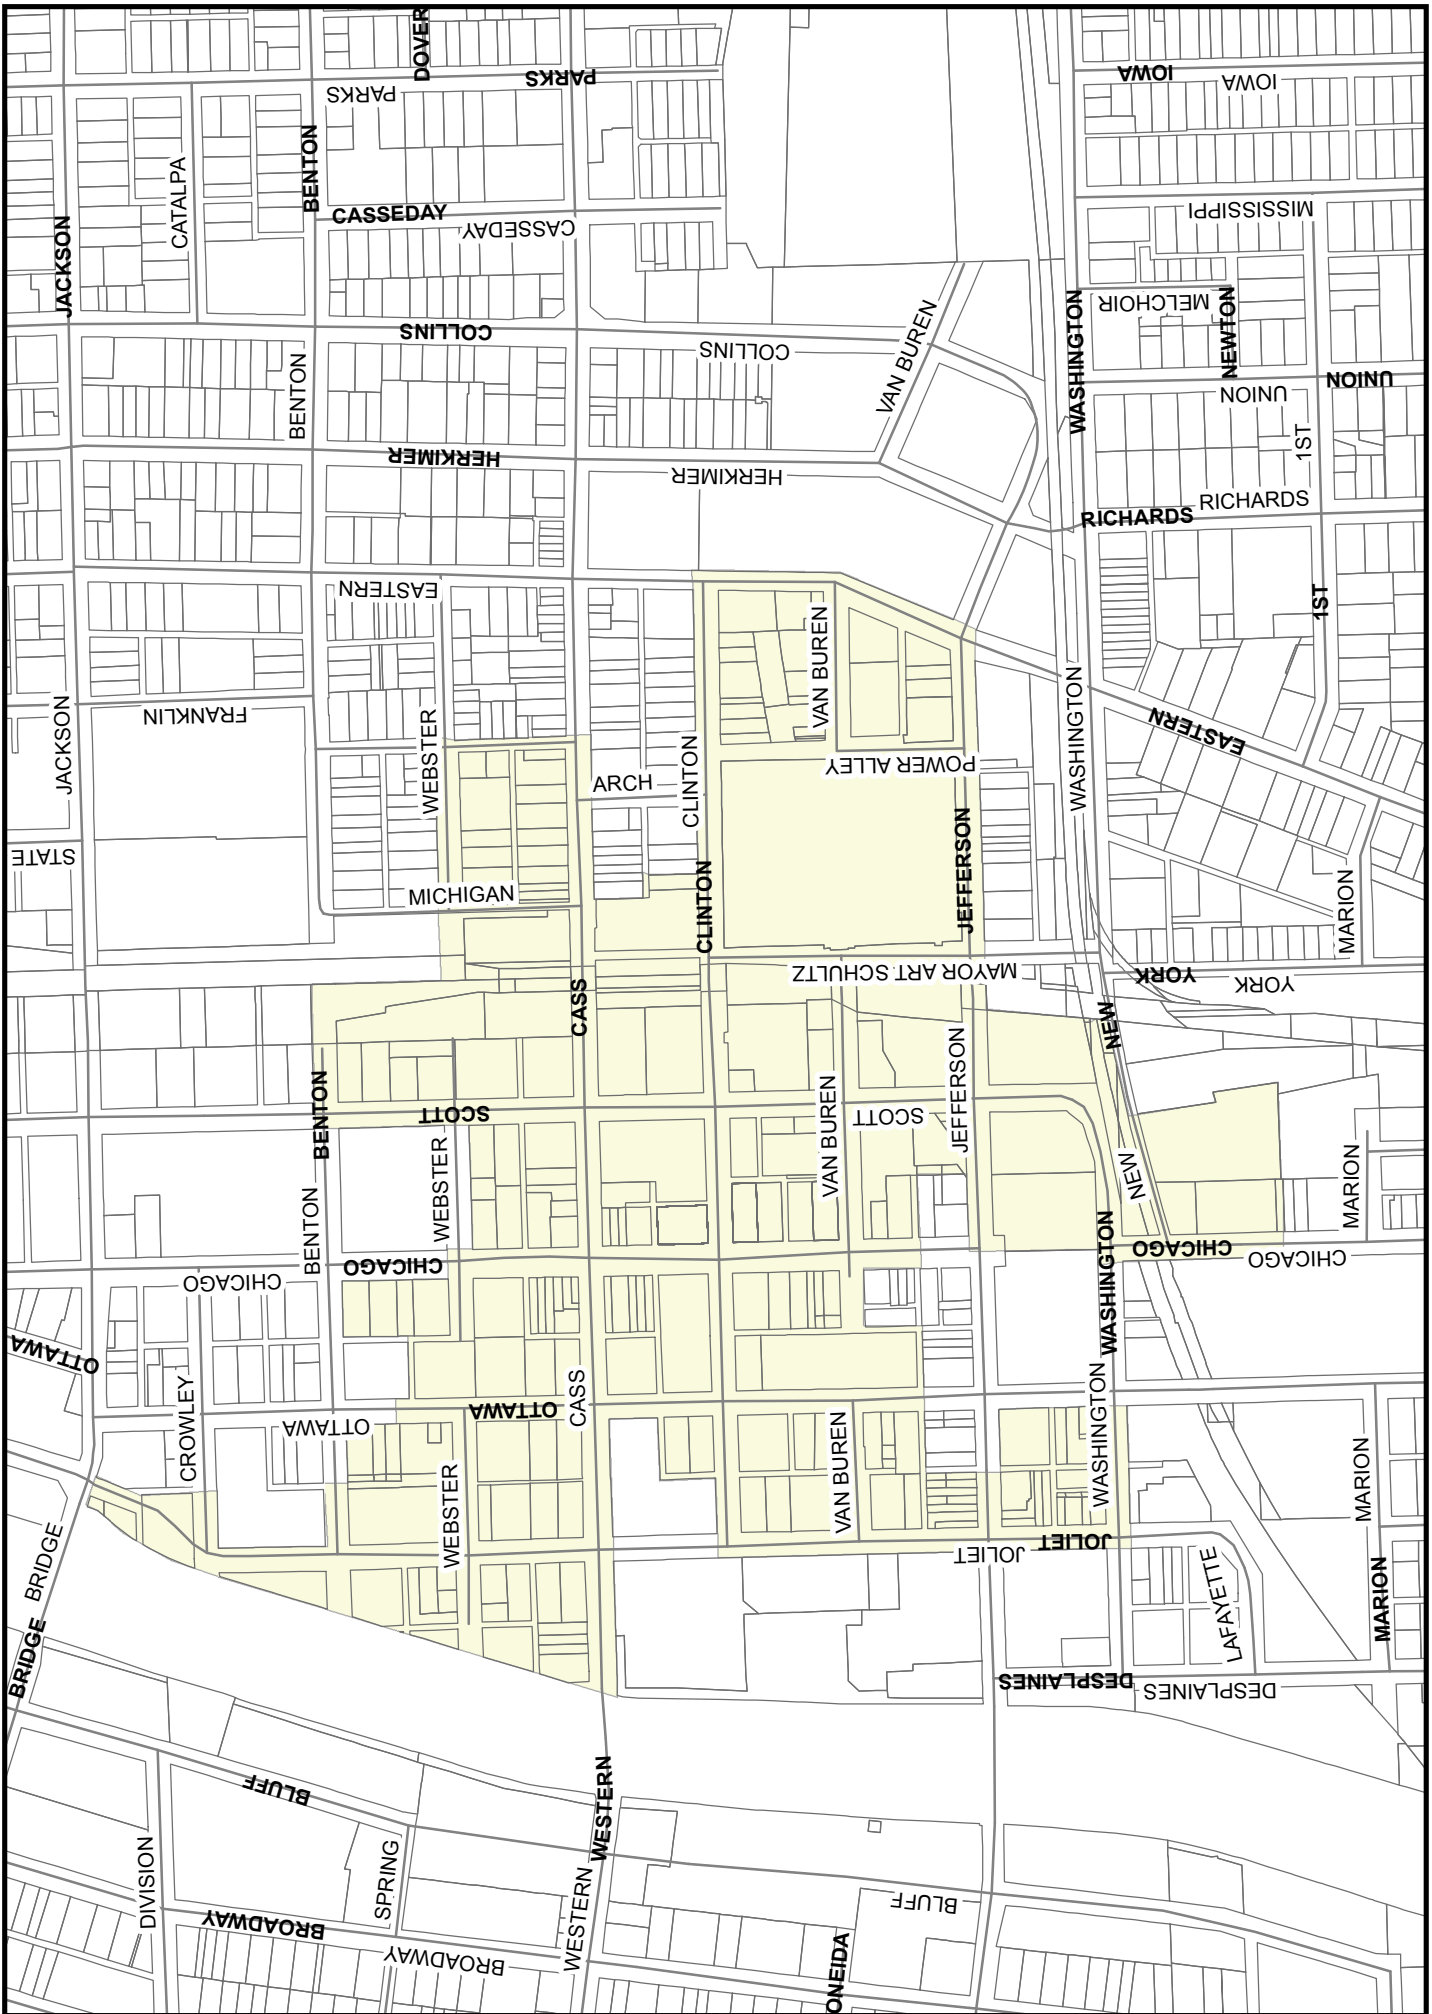 DOVER
PARKS
PARKS
IOWA
IOWA
CATALPA
BENTON
CASSEDAY
CASSEDAY
MISSISSIPPI
JACKSON
COLLINS
COLLINS
VAN BUREN
WASHINGTON
MELCHOIR
NEWTON
BENTON
UNION
UNION
HERKIMER
HERKIMER
1ST
RICHARDS
RICHARDS
EASTERN
VAN BUREN
1ST
FRANKLIN
JACKSON
WEBSTER
ARCH
CLINTON
POWER ALLEY
WASHINGTON
EASTERN
STATE
MICHIGAN
CLINTON
JEFFERSON
MARION
CASS
MAYOR ART SCHULTZ
YORK
YORK
NEW
BENTON
SCOTT
WEBSTER
VAN BUREN
SCOTT
JEFFERSON
NEW
MARION
BENTON
CHICAGO
CHICAGO
WASHINGTON
CHICAGO
CHICAGO
OTTAWA
CROWLEY
OTTAWA
OTTAWA
CASS
WEBSTER
VAN BUREN
WASHINGTON
MARION
BRIDGE
JOLIET
JOLIET
LAFAYETTE
MARION
BRIDGE
DESPLAINES
DESPLAINES
BLUFF
WESTERN
DIVISION
SPRING
WESTERN
BLUFF
BROADWAY
BROADWAY
ONEIDA